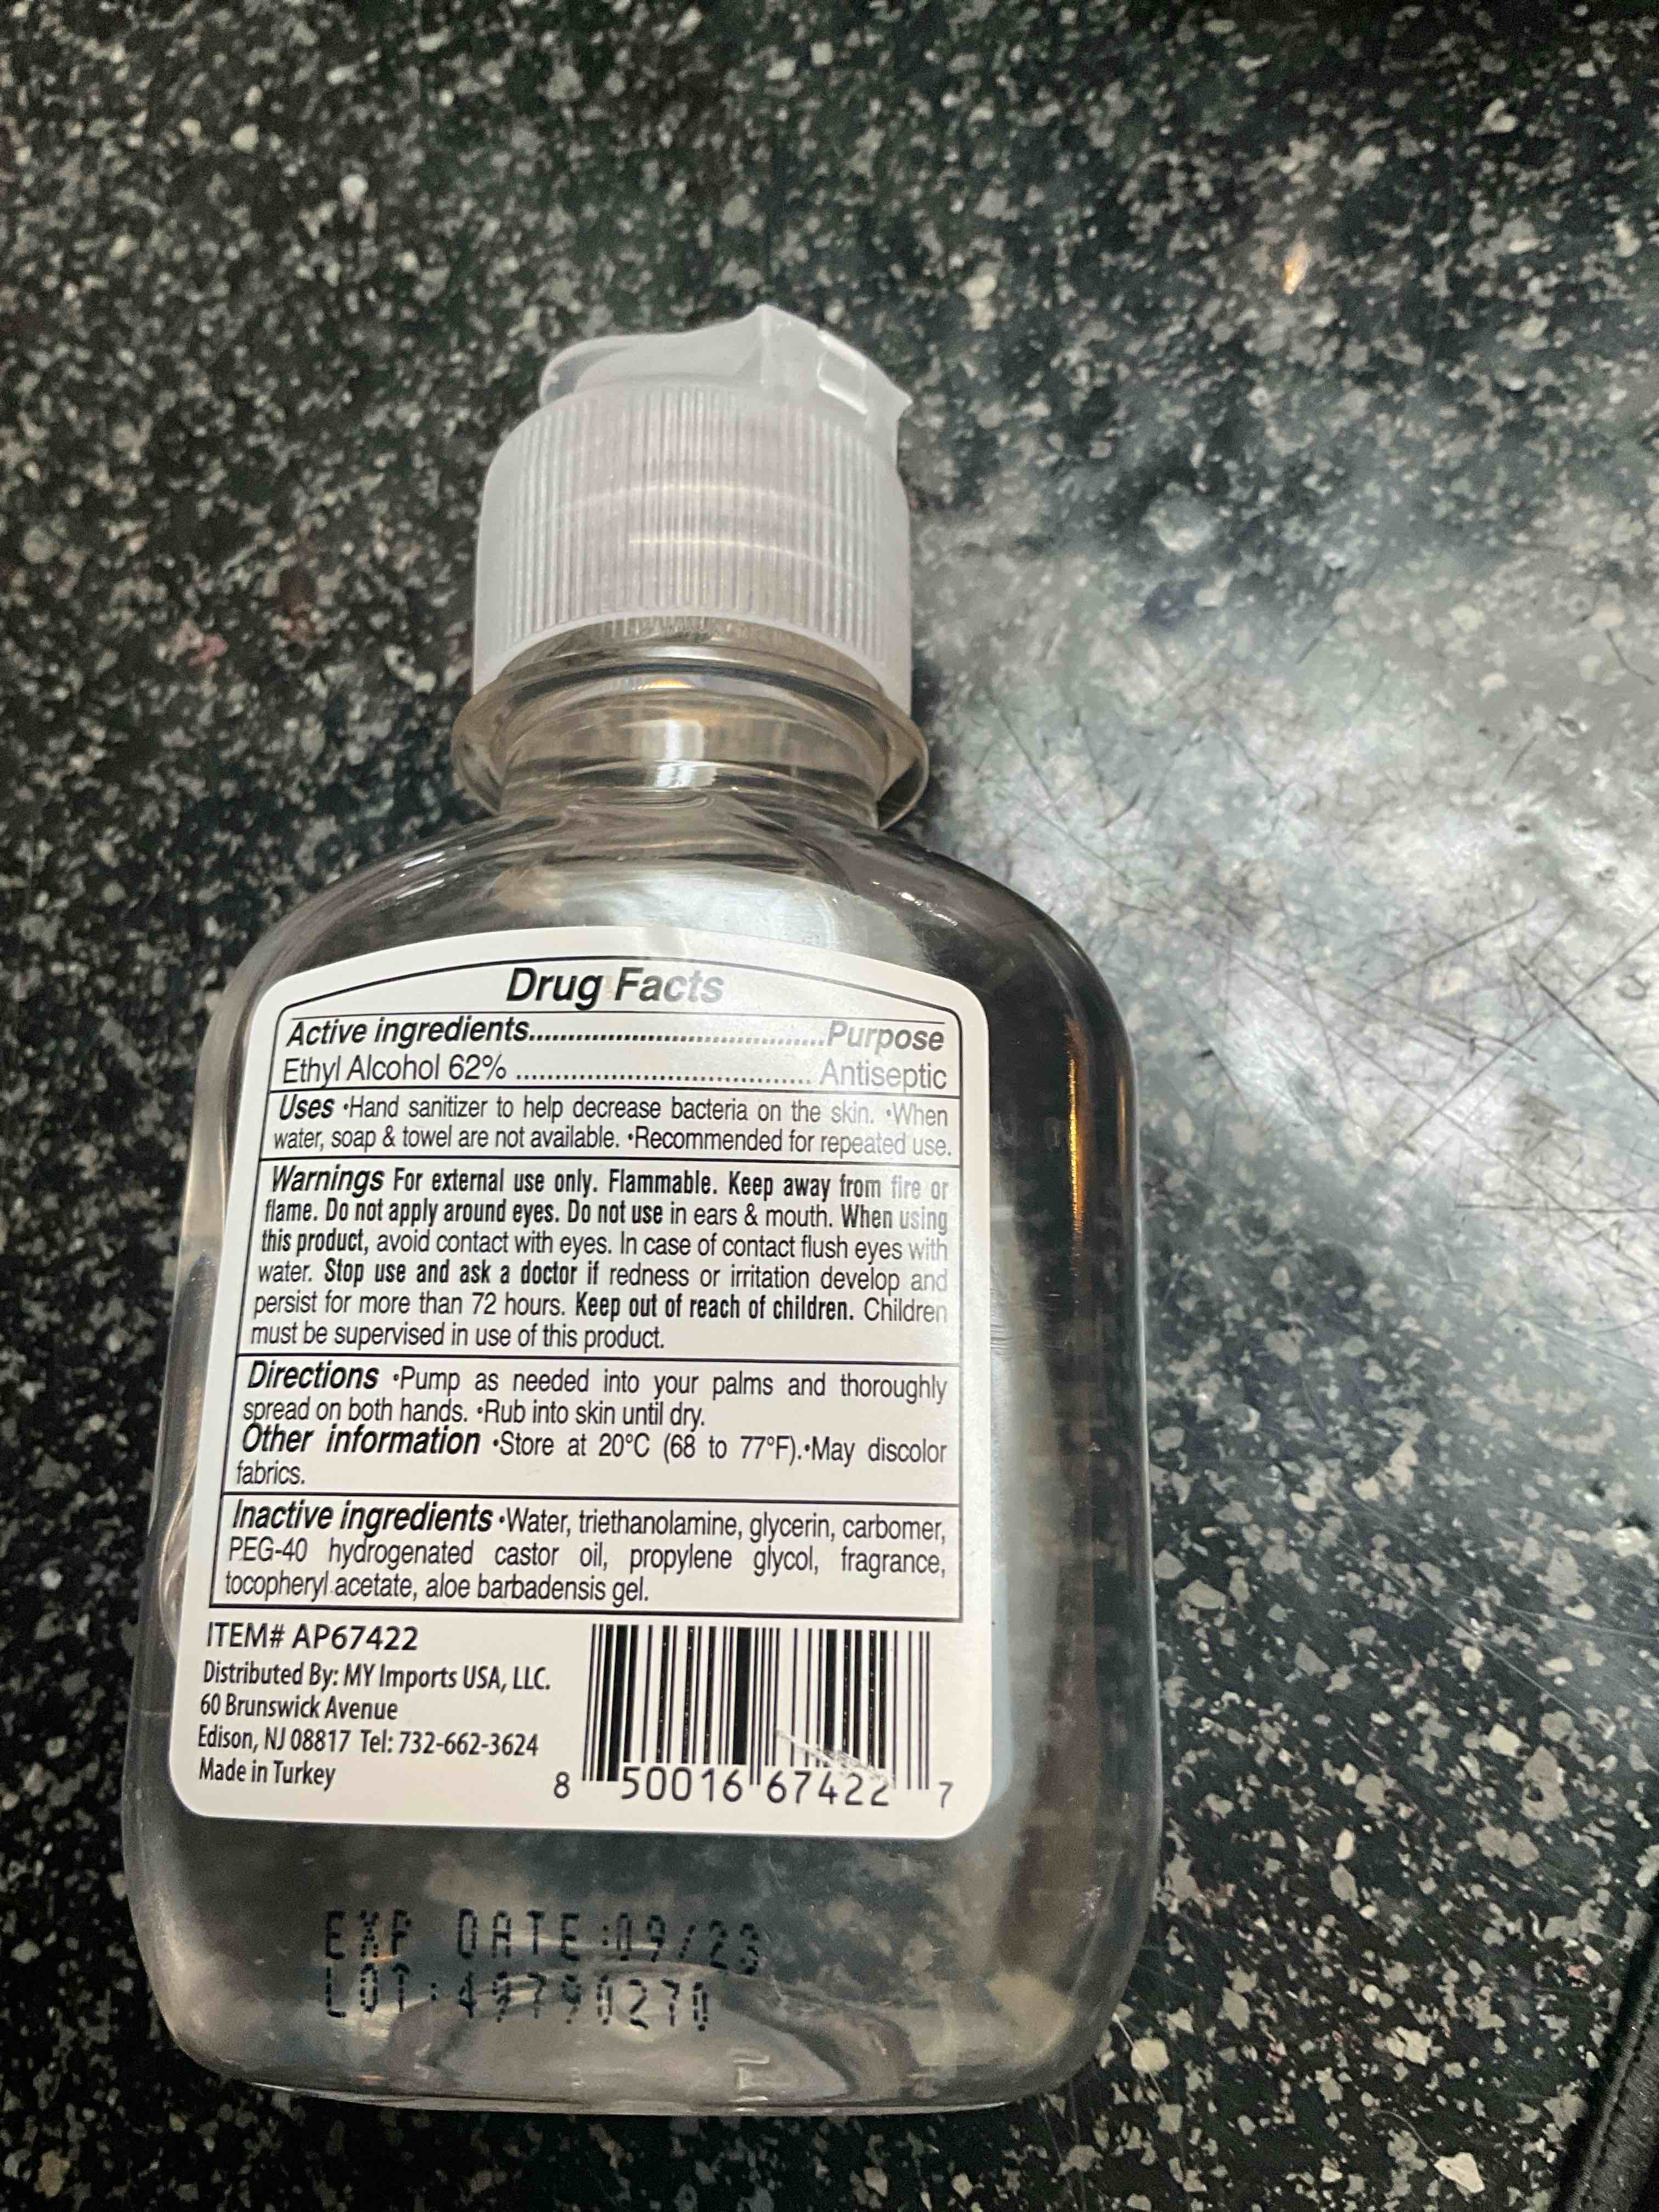 Drug Facts
Active ingredients......................................Purpose
Ethyl Alcohol 62% ..................................... Antiseptic
Uses •Hand sanitizer to help decrease bacteria on the skin. •When
water, soap & towel are not available. •Recommended for repeated use.
Warnings For external use only. Flammable. Keep away from fire or
flame. Do not apply around eyes. Do not use in ears & mouth. When using
this product, avoid contact with eyes. In case of contact flush eyes with
water. Stop use and ask a doctor if redness or irritation develop and
persist for more than 72 hours. Keep out of reach of children. Children
must be supervised in use of this product.
Directions •Pump as needed into your palms and thoroughly
spread on both hands. •Rub into skin until dry.
Other information •Store at 20°C (68 to 77°F).•May discolor
fabrics.
Inactive ingredients •Water, triethanolamine, glycerin, carbomer,
PEG-40 hydrogenated castor oil, propylene glycol, fragrance,
tocopheryl acetate, aloe barbadensis gel.
ITEM# AP67422
Distributed By: MY Imports USA, LLC.
60 Brunswick Avenue
Edison, NJ 08817 Tel: 732-662-3624
Made in Turkey
8 50016 67422 7
EXP DATE:09/23
LOT:49790270